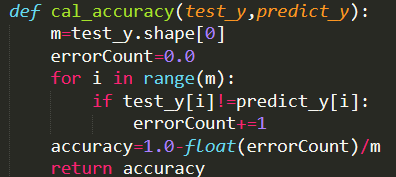 def cal_accuracy(test_y,predict_y):
    m=test_y.shape[0]
    errorCount=0.0
    for i in range(m):
        if test_y[i]!=predict_y[i]:
            errorCount+=1
    accuracy=1.0-float(errorCount)/m
    return accuracy